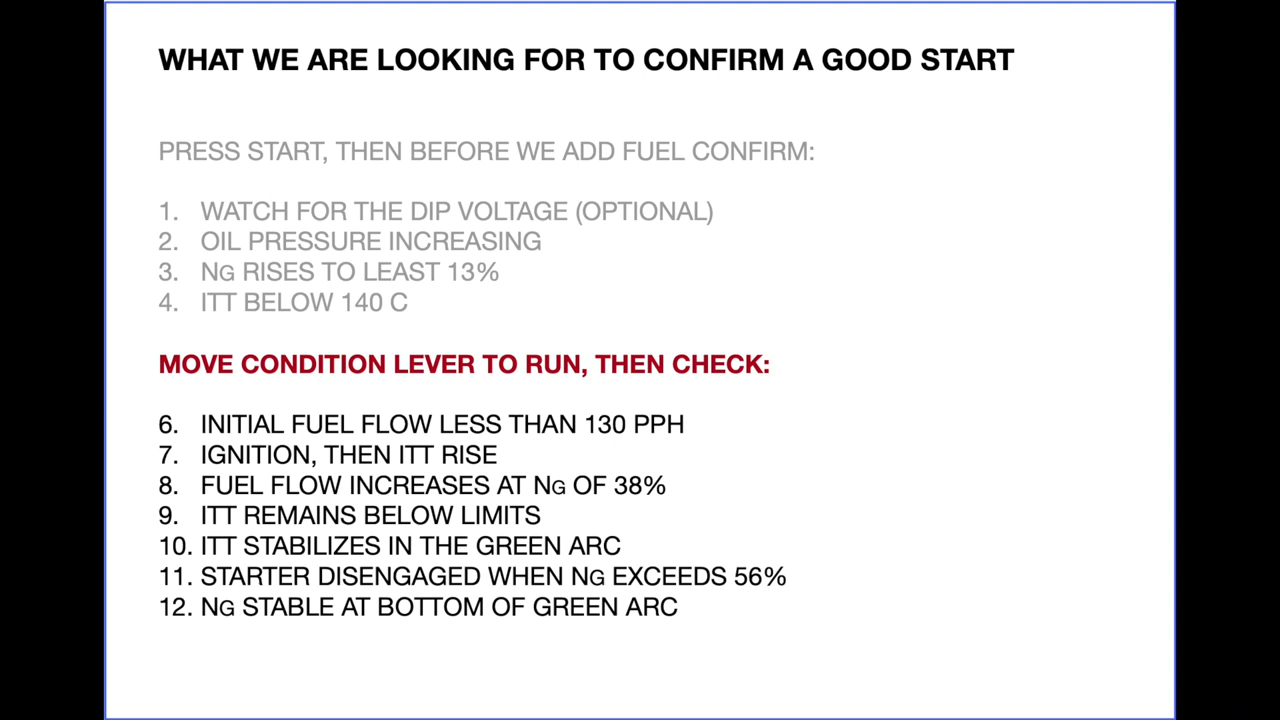 WHAT WE ARE LOOKING FOR TO CONFIRM A GOOD START
PRESS START, THEN BEFORE WE ADD FUEL CONFIRM:
1. WATCH FOR THE DIP VOLTAGE (OPTIONAL)
2. OIL PRESSURE INCREASING
3. NG RISES TO LEAST 13%
4. ITT BELOW 140 C
MOVE CONDITION LEVER TO RUN, THEN CHECK:
6. INITIAL FUEL FLOW LESS THAN 130 PPH
7. IGNITION, THEN ITT RISE
8. FUEL FLOW INCREASES AT NG OF 38%
9. ITT REMAINS BELOW LIMITS
10. ITT STABILIZES IN THE GREEN ARC
11. STARTER DISENGAGED WHEN NG EXCEEDS 56%
12. NG STABLE AT BOTTOM OF GREEN ARC